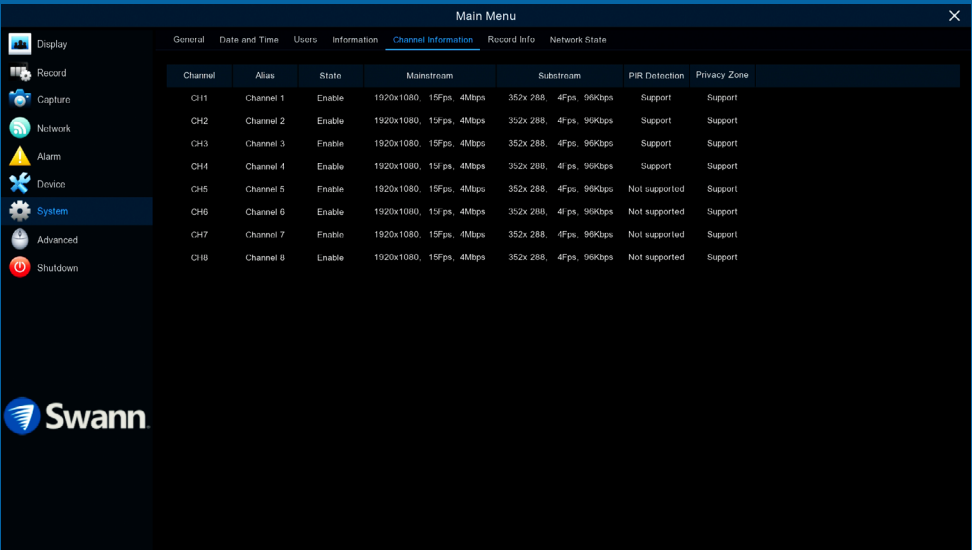 Main Menu
General Date and Time Users Information Channel Information Record Info Network State
Display
Record
Capture
Network
Alarm
Device
System
Advanced
Shutdown
Swann
Channel Alias State Mainstream Substream PIR Detection Privacy Zone
CH1 Channel 1 Enable 1920x1080, 15Fps, 4Mbps 352x 288, 4Fps, 96Kbps Support Support
CH2 Channel 2 Enable 1920x1080, 15Fps, 4Mbps 352x 288, 4Fps, 96Kbps Support Support
CH3 Channel 3 Enable 1920x1080, 15Fps, 4Mbps 352x 288, 4Fps, 96Kbps Support Support
CH4 Channel 4 Enable 1920x1080, 15Fps, 4Mbps 352x 288, 4Fps, 96Kbps Support Support
CH5 Channel 5 Enable 1920x1080, 15Fps, 4Mbps 352x 288, 4Fps, 96Kbps Not supported Support
CH6 Channel 6 Enable 1920x1080, 15Fps, 4Mbps 352x 288, 4Fps, 96Kbps Not supported Support
CH7 Channel 7 Enable 1920x1080, 15Fps, 4Mbps 352x 288, 4Fps, 96Kbps Not supported Support
CH8 Channel 8 Enable 1920x1080, 15Fps, 4Mbps 352x 288, 4Fps, 96Kbps Not supported Support